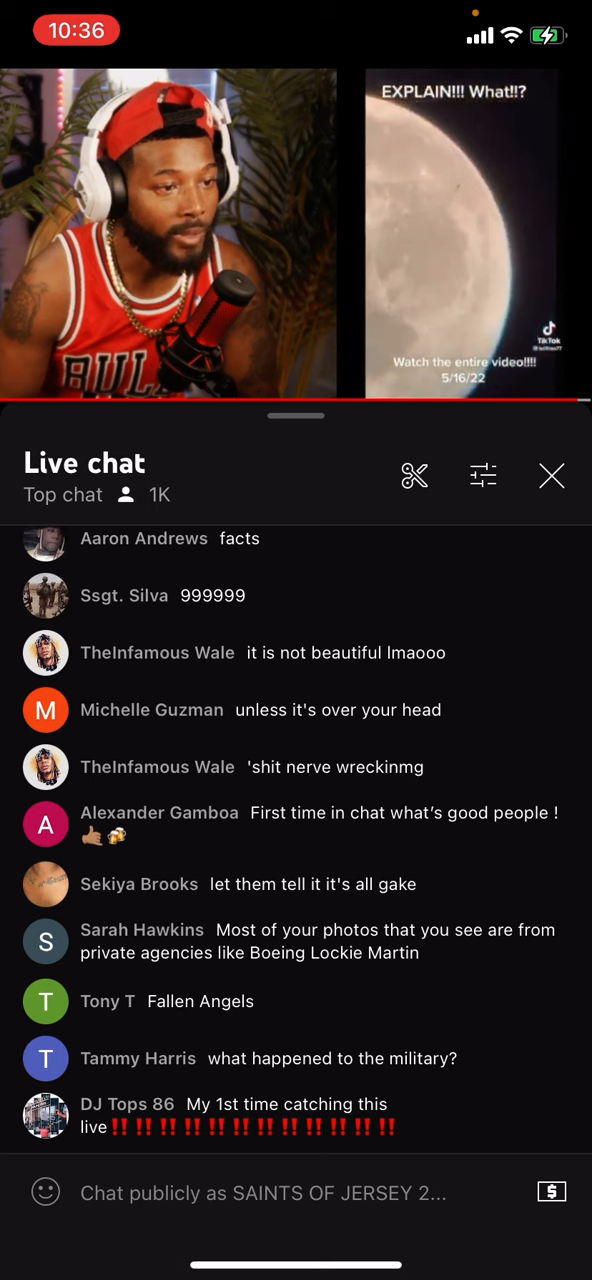 10:36
EXPLAIN!!! What!!?
BULL
TikTok
Watch the entire video!!!!
5/16/22
Live chat
Top chat 1K
Aaron Andrews facts
Ssgt. Silva 999999
TheInfamous Wale it is not beautiful lmaooo
M Michelle Guzman unless it's over your head
TheInfamous Wale 'shit nerve wreckinmg
A Alexander Gamboa First time in chat what's good people !
🤙🏽🍻
Sekiya Brooks let them tell it it's all gake
S Sarah Hawkins Most of your photos that you see are from
private agencies like Boeing Lockie Martin
T Tony T Fallen Angels
T Tammy Harris what happened to the military?
DJ Tops 86 My 1st time catching this
live‼️‼️‼️‼️‼️‼️‼️‼️‼️‼️‼️‼️
Chat publicly as SAINTS OF JERSEY 2...
$